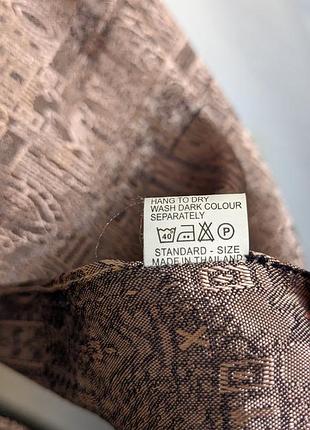 HANG TO DRY
WASH DARK COLOUR
SEPARATELY
40 P
STANDARD - SIZE
MADE IN THAILAND